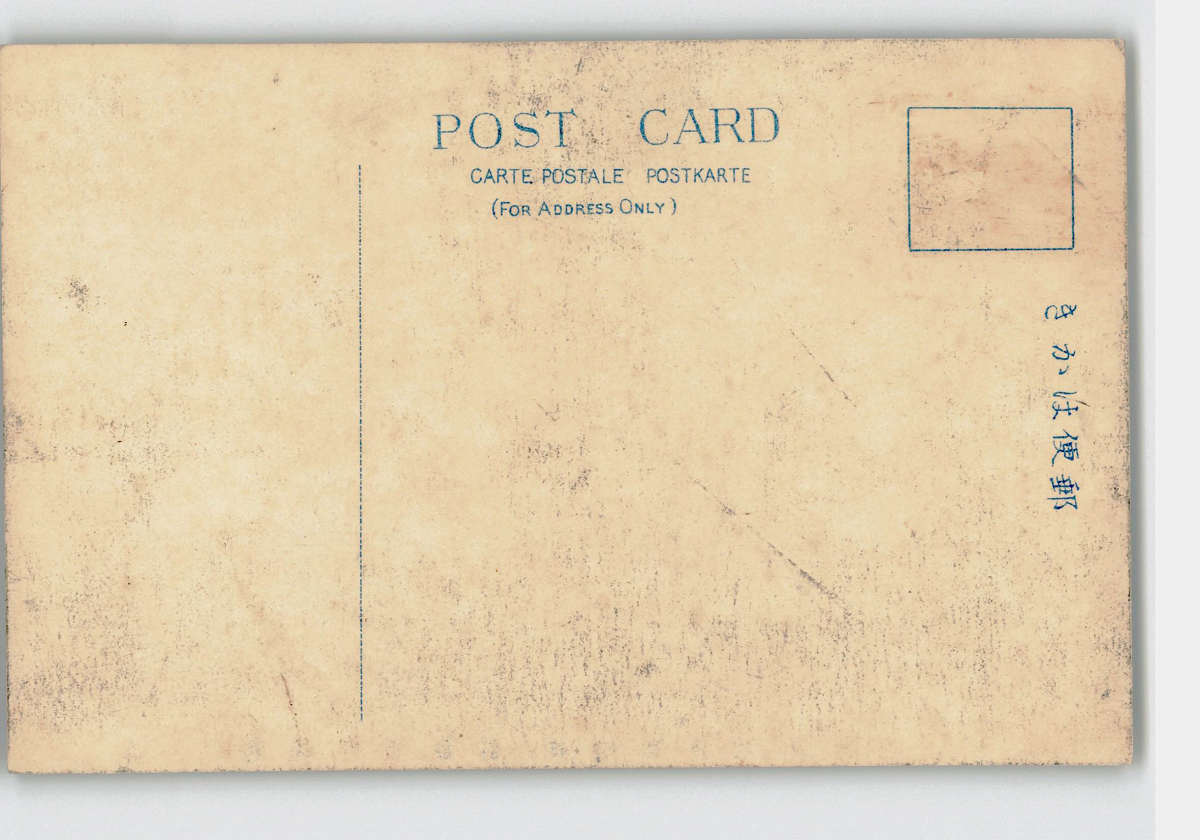 POST CARD
CARTE POSTALE POSTKARTE
(FOR ADDRESS ONLY)
郵便はかき